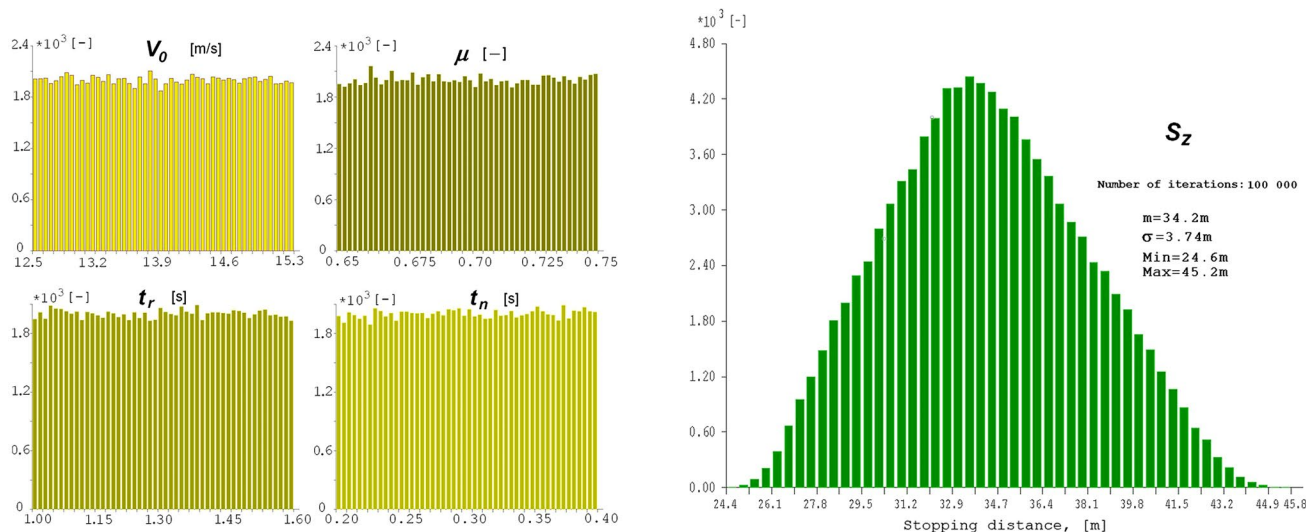 *10³ [-]
V₀ [m/s]
2.4
1.8
1.2
0.6
0
12.5 13.2 13.9 14.6 15.3
*10³ [-]
μ [–]
2.4
1.8
1.2
0.6
0
0.65 0.675 0.70 0.725 0.75
*10³ [-]
tᵣ [s]
1.8
1.2
0.6
0
1.00 1.15 1.30 1.45 1.60
*10³ [-]
tₙ [s]
1.8
1.2
0.6
0
0.20 0.25 0.30 0.35 0.40
*10³ [-]
4.80
4.20
3.60
3.00
2.40
1.80
1.20
0.60
0.00
S_z
Number of iterations: 100 000
m=34.2m
σ=3.74m
Min=24.6m
Max=45.2m
24.4 26.1 27.8 29.5 31.2 32.9 34.7 36.4 38.1 39.8 41.5 43.2 44.9 45.8
Stopping distance, [m]